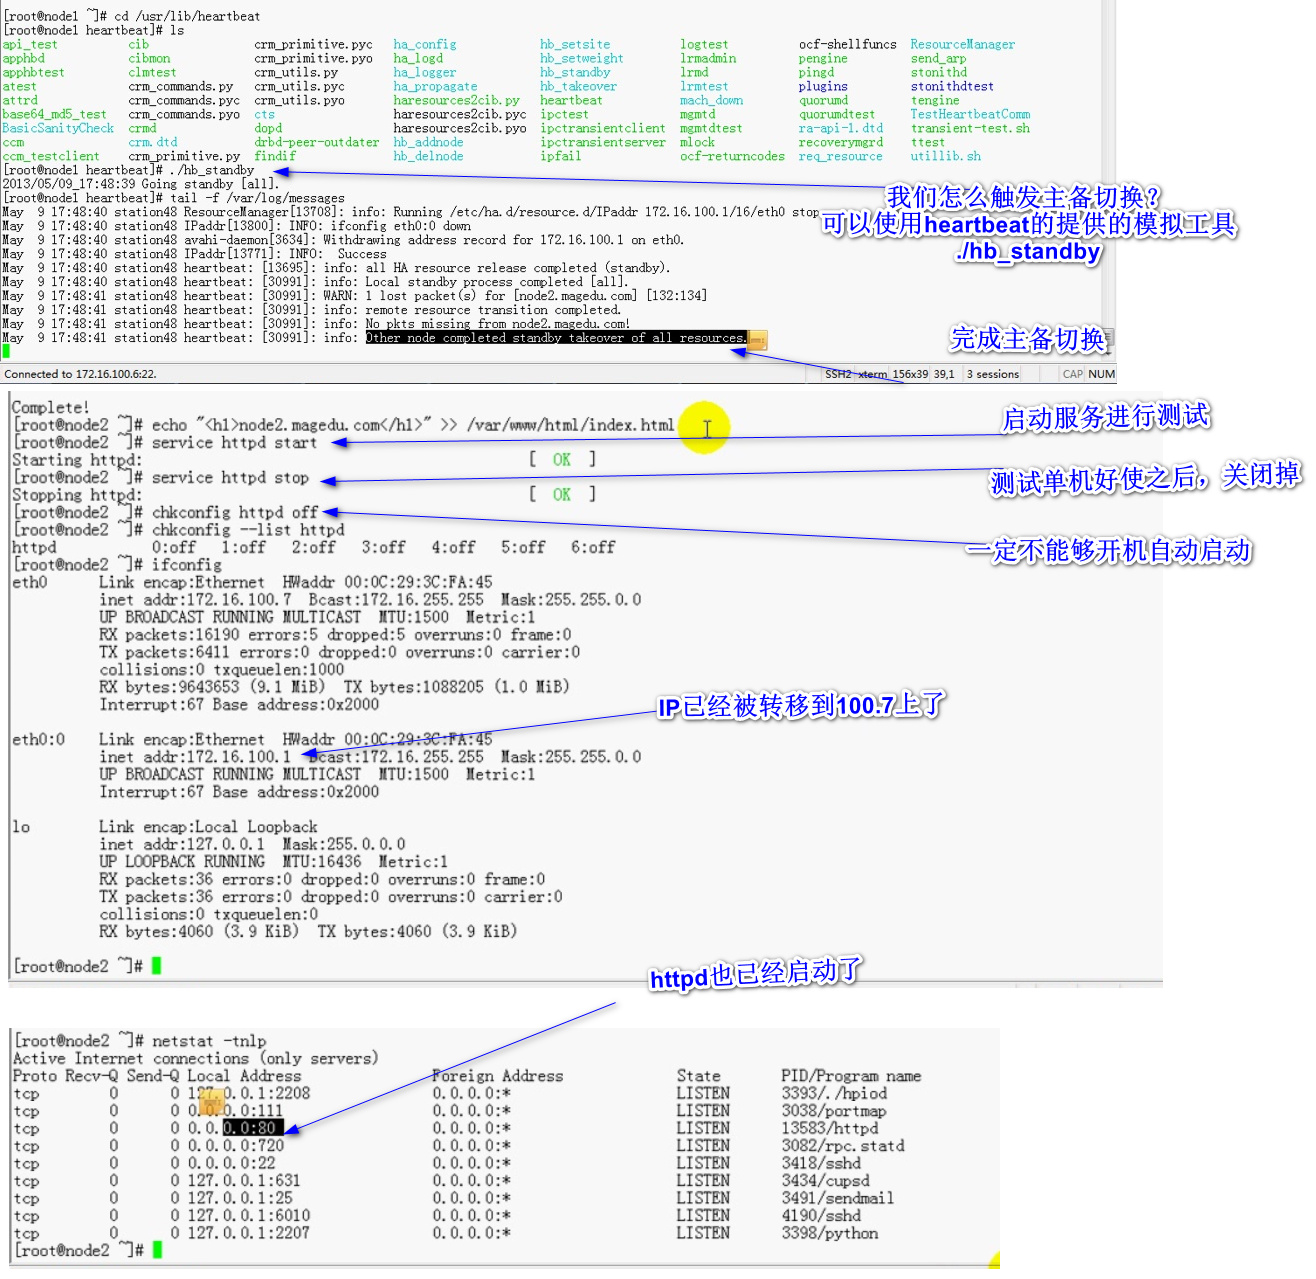 [root@node1 ~]# cd /usr/lib/heartbeat
[root@node1 heartbeat]# ls
api_test cib crm_primitive.pyc ha_config hb_setsite logtest ocf-shellfuncs ResourceManager
apphbd cibmon crm_primitive.pyo ha_logd hb_setweight lrmadmin pengine send_arp
apphbtest clmtest crm_utils.py ha_logger hb_standby lrmd pingd stonithd
atest crm_commands.py crm_utils.pyc ha_propagate hb_takeover lrmtest plugins stonithdtest
attrd crm_commands.pyc crm_utils.pyo haresources2cib.py heartbeat mach_down quorumd tengine
base64_md5_test crm_commands.pyo cts haresources2cib.pyc ipctest mgmtd quorumdtest TestHeartbeatComm
BasicSanityCheck crmd dopd haresources2cib.pyo ipctransientclient mgmtdtest ra-api-1.dtd transient-test.sh
ccm crm.dtd drbd-peer-outdater hb_addnode ipctransientserver mlock recoverymgrd ttest
ccm_testclient crm_primitive.py findif hb_delnode ipfail ocf-returncodes req_resource utillib.sh
[root@node1 heartbeat]# ./hb_standby
2013/05/09_17:48:39 Going standby [all].
[root@node1 heartbeat]# tail -f /var/log/messages
我们怎么触发主备切换?
可以使用heartbeat的提供的模拟工具
./hb_standby
May  9 17:48:40 station48 ResourceManager[13708]: info: Running /etc/ha.d/resource.d/IPaddr 172.16.100.1/16/eth0 stop
May  9 17:48:40 station48 IPaddr[13800]: INFO: ifconfig eth0:0 down
May  9 17:48:40 station48 avahi-daemon[3634]: Withdrawing address record for 172.16.100.1 on eth0.
May  9 17:48:40 station48 IPaddr[13771]: INFO:  Success
May  9 17:48:40 station48 heartbeat: [13695]: info: all HA resource release completed (standby).
May  9 17:48:40 station48 heartbeat: [30991]: info: Local standby process completed [all].
May  9 17:48:41 station48 heartbeat: [30991]: WARN: 1 lost packet(s) for [node2.magedu.com] [132:134]
May  9 17:48:41 station48 heartbeat: [30991]: info: remote resource transition completed.
May  9 17:48:41 station48 heartbeat: [30991]: info: No pkts missing from node2.magedu.com!
May  9 17:48:41 station48 heartbeat: [30991]: info: Other node completed standby takeover of all resources.
完成主备切换
Connected to 172.16.100.6:22. SSH2 xterm 156x39 39,1 3 sessions CAP NUM
Complete!
[root@node2 ~]# echo "<h1>node2.magedu.com</h1>" >> /var/www/html/index.html
启动服务进行测试
[root@node2 ~]# service httpd start
Starting httpd: [ OK ]
[root@node2 ~]# service httpd stop
测试单机好使之后，关闭掉
Stopping httpd: [ OK ]
[root@node2 ~]# chkconfig httpd off
[root@node2 ~]# chkconfig --list httpd
httpd 0:off 1:off 2:off 3:off 4:off 5:off 6:off
一定不能够开机自动启动
[root@node2 ~]# ifconfig
eth0 Link encap:Ethernet  HWaddr 00:0C:29:3C:FA:45
inet addr:172.16.100.7  Bcast:172.16.255.255  Mask:255.255.0.0
UP BROADCAST RUNNING MULTICAST  MTU:1500  Metric:1
RX packets:16190 errors:5 dropped:5 overruns:0 frame:0
TX packets:6411 errors:0 dropped:0 overruns:0 carrier:0
collisions:0 txqueuelen:1000
RX bytes:9643653 (9.1 MiB)  TX bytes:1088205 (1.0 MiB)
Interrupt:67 Base address:0x2000
IP已经被转移到100.7上了
eth0:0 Link encap:Ethernet  HWaddr 00:0C:29:3C:FA:45
inet addr:172.16.100.1  Bcast:172.16.255.255  Mask:255.255.0.0
UP BROADCAST RUNNING MULTICAST  MTU:1500  Metric:1
Interrupt:67 Base address:0x2000
lo Link encap:Local Loopback
inet addr:127.0.0.1  Mask:255.0.0.0
UP LOOPBACK RUNNING  MTU:16436  Metric:1
RX packets:36 errors:0 dropped:0 overruns:0 frame:0
TX packets:36 errors:0 dropped:0 overruns:0 carrier:0
collisions:0 txqueuelen:0
RX bytes:4060 (3.9 KiB)  TX bytes:4060 (3.9 KiB)
[root@node2 ~]#
httpd也已经启动了
[root@node2 ~]# netstat -tnlp
Active Internet connections (only servers)
Proto Recv-Q Send-Q Local Address Foreign Address State PID/Program name
tcp 0 0 127.0.0.1:2208 0.0.0.0:* LISTEN 3393/./hpiod
tcp 0 0 0.0.0.0:111 0.0.0.0:* LISTEN 3038/portmap
tcp 0 0 0.0.0.0:80 0.0.0.0:* LISTEN 13583/httpd
tcp 0 0 0.0.0.0:720 0.0.0.0:* LISTEN 3082/rpc.statd
tcp 0 0 0.0.0.0:22 0.0.0.0:* LISTEN 3418/sshd
tcp 0 0 127.0.0.1:631 0.0.0.0:* LISTEN 3434/cupsd
tcp 0 0 127.0.0.1:25 0.0.0.0:* LISTEN 3491/sendmail
tcp 0 0 127.0.0.1:6010 0.0.0.0:* LISTEN 4190/sshd
tcp 0 0 127.0.0.1:2207 0.0.0.0:* LISTEN 3398/python
[root@node2 ~]#